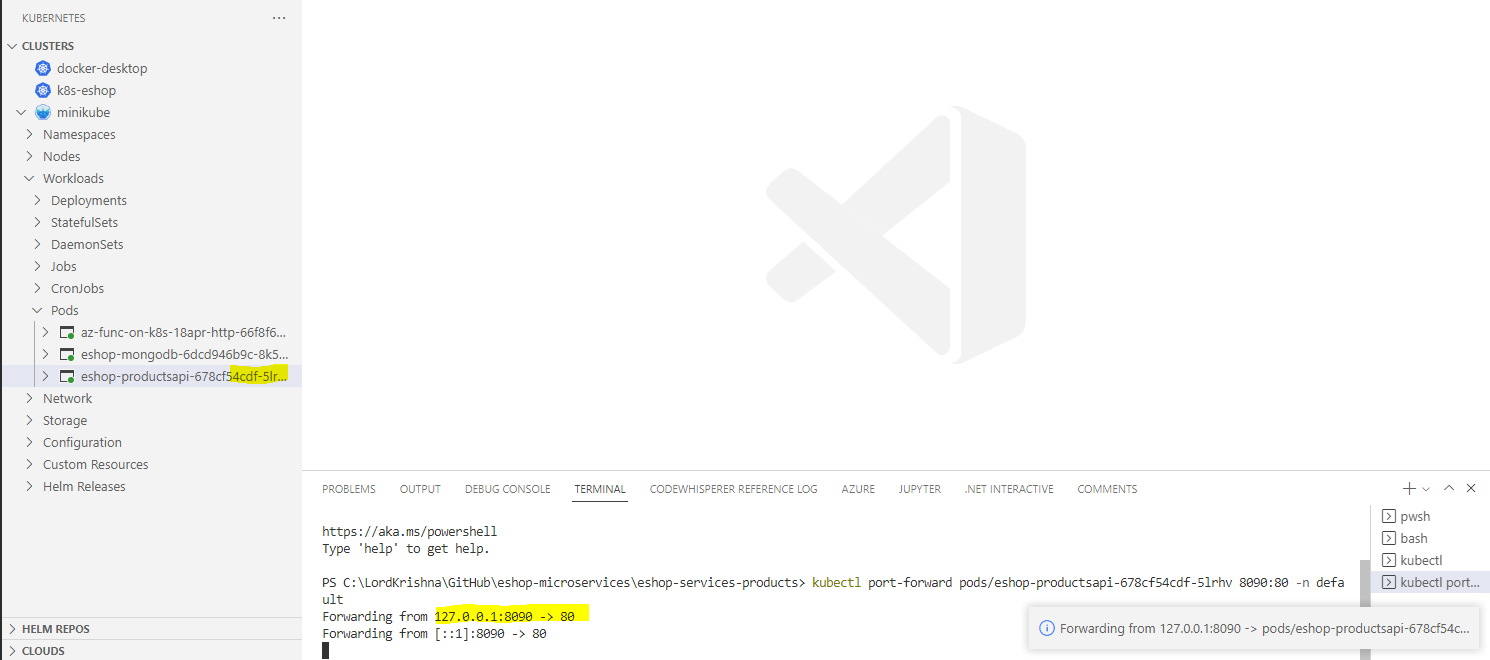 KUBERNETES
CLUSTERS
docker-desktop
k8s-eshop
minikube
Namespaces
Nodes
Workloads
Deployments
StatefulSets
DaemonSets
Jobs
CronJobs
Pods
az-func-on-k8s-18apr-http-66f8f6...
eshop-mongodb-6dcd946b9c-8k5...
eshop-productsapi-678cf54cdf-5lr...
Network
Storage
Configuration
Custom Resources
Helm Releases
HELM REPOS
CLOUDS
PROBLEMS OUTPUT DEBUG CONSOLE TERMINAL CODEWHISPERER REFERENCE LOG AZURE JUPYTER .NET INTERACTIVE COMMENTS
https://aka.ms/powershell
Type 'help' to get help.
PS C:\LordKrishna\GitHub\eshop-microservices\eshop-services-products> kubectl port-forward pods/eshop-productsapi-678cf54cdf-5lrhv 8090:80 -n defa
ult
Forwarding from 127.0.0.1:8090 -> 80
Forwarding from [::1]:8090 -> 80
pwsh
bash
kubectl
kubectl port...
Forwarding from 127.0.0.1:8090 -> pods/eshop-productsapi-678cf54c...